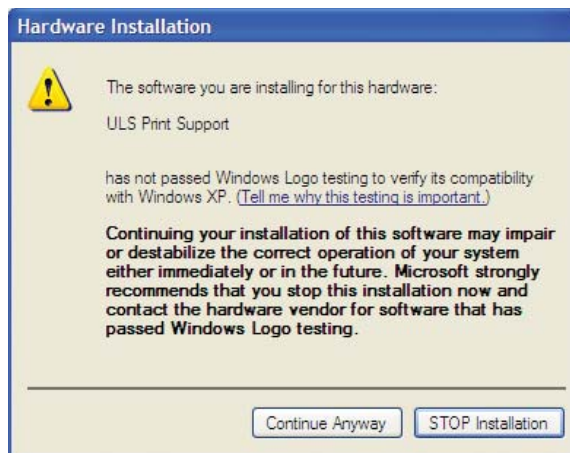 Hardware Installation
The software you are installing for this hardware:
ULS Print Support
has not passed Windows Logo testing to verify its compatibility
with Windows XP. (Tell me why this testing is important.)
Continuing your installation of this software may impair
or destabilize the correct operation of your system
either immediately or in the future. Microsoft strongly
recommends that you stop this installation now and
contact the hardware vendor for software that has
passed Windows Logo testing.
Continue Anyway
STOP Installation